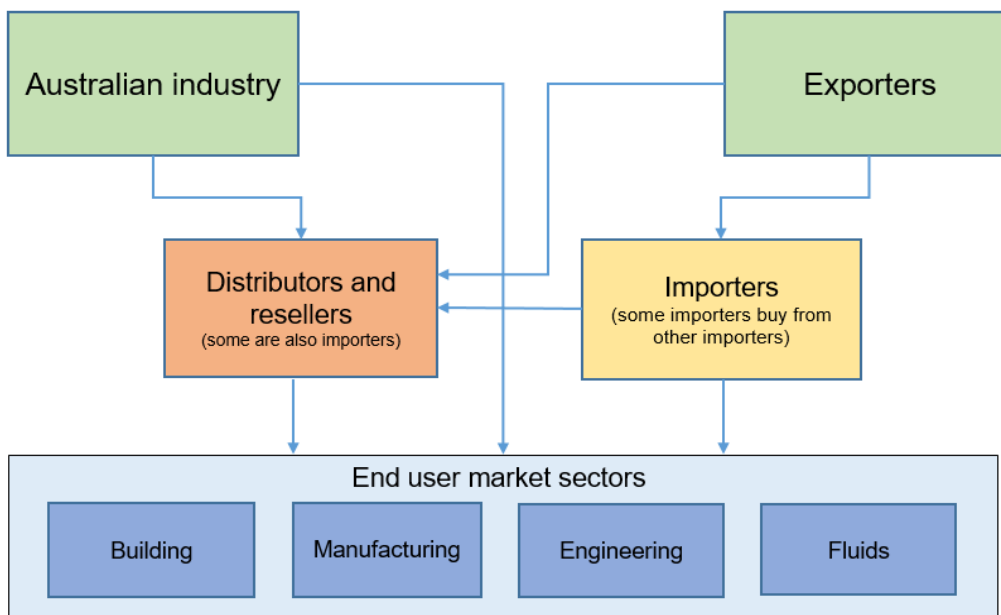 Australian industry
Exporters
Distributors and
resellers
(some are also importers)
Importers
(some importers buy from
other importers)
End user market sectors
Building
Manufacturing
Engineering
Fluids